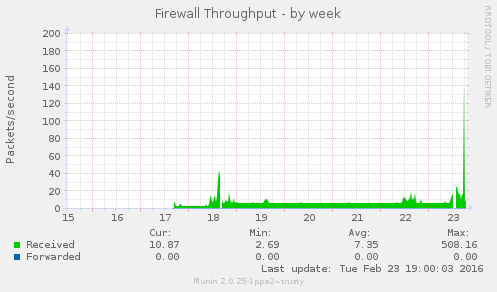 Firewall Throughput - by week
RRDTOOL / TOBI OETIKER
Packets/second
200
180
160
140
120
100
80
60
40
20
0
15 16 17 18 19 20 21 22 23
Cur: Min: Avg: Max:
Received 10.87 2.69 7.35 508.16
Forwarded 0.00 0.00 0.00 0.00
Last update: Tue Feb 23 19:00:03 2016
Munin 2.0.25-1ppa2~trusty